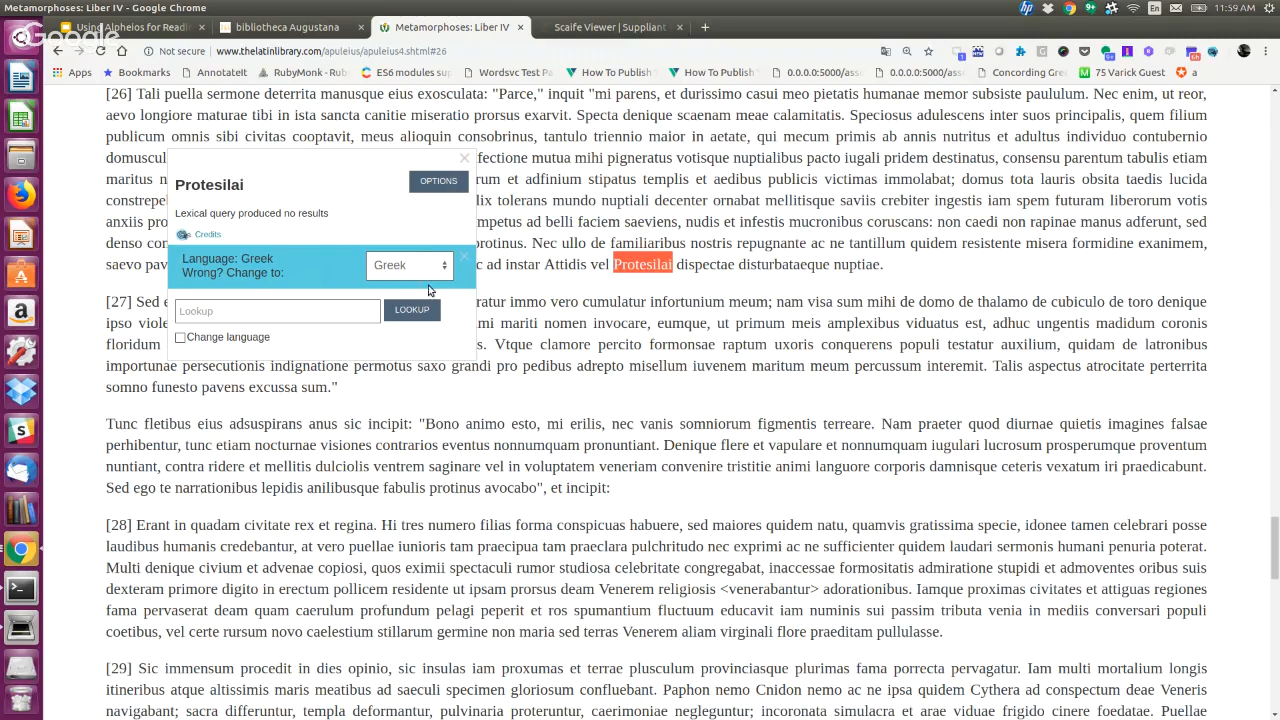 Metamorphoses: Liber IV - Google Chrome
En 11:59 AM
Using Alpheios for Readi
bibliotheca Augustana
Metamorphoses: Liber IV
Scaife Viewer | Suppliant
Google
Not secure www.thelatinlibrary.com/apuleius/apuleius4.shtml#26
Apps Bookmarks AnnotateIt RubyMonk - Rub ES6 modules sup Wordsvc Test Pa How To Publish How To Publish 0.0.0.0:5000/asse 0.0.0.0:5000/asse Concording Gree 75 Varick Guest a
[26] Tali puella sermone deterrita manusque eius exosculata: "Parce," inquit "mi parens, et durissimo casui meo pietatis humanae memor subsiste paululum. Nec enim, ut reor,
aevo longiore maturae tibi in ista sancta canitie miseratio prorsus exarvit. Specta denique scaenam meae calamitatis. Speciosus adulescens inter suos principalis, quem filium
publicum omnis sibi civitas cooptavit, meus alioquin consobrinus, tantulo triennio maior in aetate, qui mecum primis ab annis nutritus et adultus individuo contubernio
domuscul fectione mutua mihi pigneratus votisque nuptialibus pacto iugali pridem destinatus, consensu parentum tabulis etiam
maritus n rum et adfinium stipatus templis et aedibus publicis victimas immolabat; domus tota lauris obsita taedis lucida
constrepe lix tolerans mundo nuptiali decenter ornabat mellitisque saviis crebiter ingestis iam spem futuram liberorum votis
anxiis pro mpetus ad belli faciem saeviens, nudis et infestis mucronibus coruscans: non caedi non rapinae manus adferunt, sed
denso con protinus. Nec ullo de familiaribus nostris repugnante ac ne tantillum quidem resistente misera formidine exanimem,
saevo pav c ad instar Attidis vel Protesilai dispectae disturbataeque nuptiae.
Protesilai
OPTIONS
Lexical query produced no results
Credits
Language: Greek
Wrong? Change to:
Greek
Lookup
LOOKUP
Change language
[27] Sed e ratur immo vero cumulatur infortunium meum; nam visa sum mihi de domo de thalamo de cubiculo de toro denique
ipso viole mi mariti nomen invocare, eumque, ut primum meis amplexibus viduatus est, adhuc ungentis madidum coronis
floridum s. Vtque clamore percito formonsae raptum uxoris conquerens populi testatur auxilium, quidam de latronibus
importunae persecutionis indignatione permotus saxo grandi pro pedibus adrepto misellum iuvenem maritum meum percussum interemit. Talis aspectus atrocitate perterrita
somno funesto pavens excussa sum."
Tunc fletibus eius adsuspirans anus sic incipit: "Bono animo esto, mi erilis, nec vanis somniorum figmentis terreare. Nam praeter quod diurnae quietis imagines falsae
perhibentur, tunc etiam nocturnae visiones contrarios eventus nonnumquam pronuntiant. Denique flere et vapulare et nonnumquam iugulari lucrosum prosperumque proventum
nuntiant, contra ridere et mellitis dulciolis ventrem saginare vel in voluptatem veneriam convenire tristitie animi languore corporis damnisque ceteris vexatum iri praedicabunt.
Sed ego te narrationibus lepidis anilibusque fabulis protinus avocabo", et incipit:
[28] Erant in quadam civitate rex et regina. Hi tres numero filias forma conspicuas habuere, sed maiores quidem natu, quamvis gratissima specie, idonee tamen celebrari posse
laudibus humanis credebantur, at vero puellae iunioris tam praecipua tam praeclara pulchritudo nec exprimi ac ne sufficienter quidem laudari sermonis humani penuria poterat.
Multi denique civium et advenae copiosi, quos eximii spectaculi rumor studiosa celebritate congregabat, inaccessae formositatis admiratione stupidi et admoventes oribus suis
dexteram primore digito in erectum pollicem residente ut ipsam prorsus deam Venerem religiosis <venerabantur> adorationibus. Iamque proximas civitates et attiguas regiones
fama pervaserat deam quam caerulum profundum pelagi peperit et ros spumantium fluctuum educavit iam numinis sui passim tributa venia in mediis conversari populi
coetibus, vel certe rursum novo caelestium stillarum germine non maria sed terras Venerem aliam virginali flore praeditam pullulasse.
[29] Sic immensum procedit in dies opinio, sic insulas iam proxumas et terrae plusculum provinciasque plurimas fama porrecta pervagatur. Iam multi mortalium longis
itineribus atque altissimis maris meatibus ad saeculi specimen gloriosum confluebant. Paphon nemo Cnidon nemo ac ne ipsa quidem Cythera ad conspectum deae Veneris
navigabant; sacra differuntur, templa deformantur, pulvinaria proteruntur, caerimoniae negleguntur; incoronata simulacra et arae viduae frigido cinere foedatae. Puellae